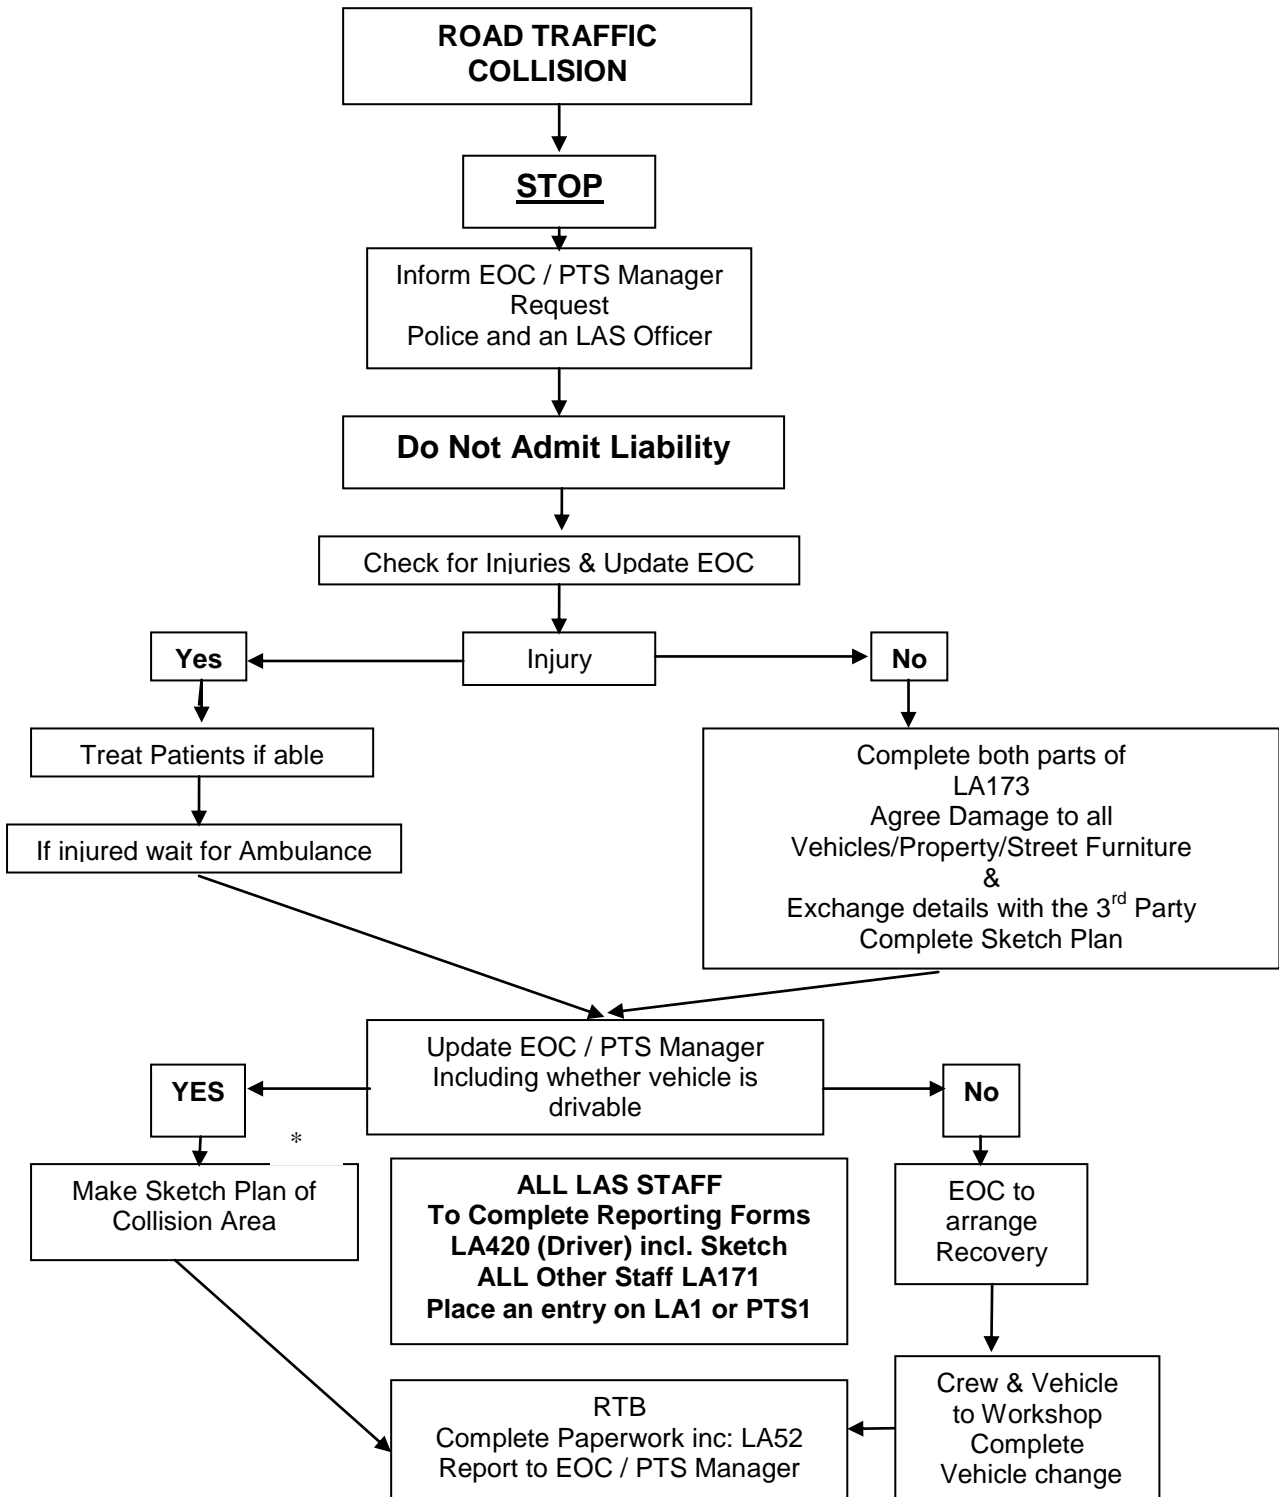 ROAD TRAFFIC
COLLISION
STOP
Inform EOC / PTS Manager
Request
Police and an LAS Officer
Do Not Admit Liability
Check for Injuries & Update EOC
Yes
Injury
No
Treat Patients if able
If injured wait for Ambulance
Complete both parts of
LA173
Agree Damage to all
Vehicles/Property/Street Furniture
&
Exchange details with the 3rd Party
Complete Sketch Plan
Update EOC / PTS Manager
Including whether vehicle is
drivable
YES
No
*
Make Sketch Plan of
Collision Area
ALL LAS STAFF
To Complete Reporting Forms
LA420 (Driver) incl. Sketch
ALL Other Staff LA171
Place an entry on LA1 or PTS1
EOC to
arrange
Recovery
RTB
Complete Paperwork inc: LA52
Report to EOC / PTS Manager
Crew & Vehicle
to Workshop
Complete
Vehicle change